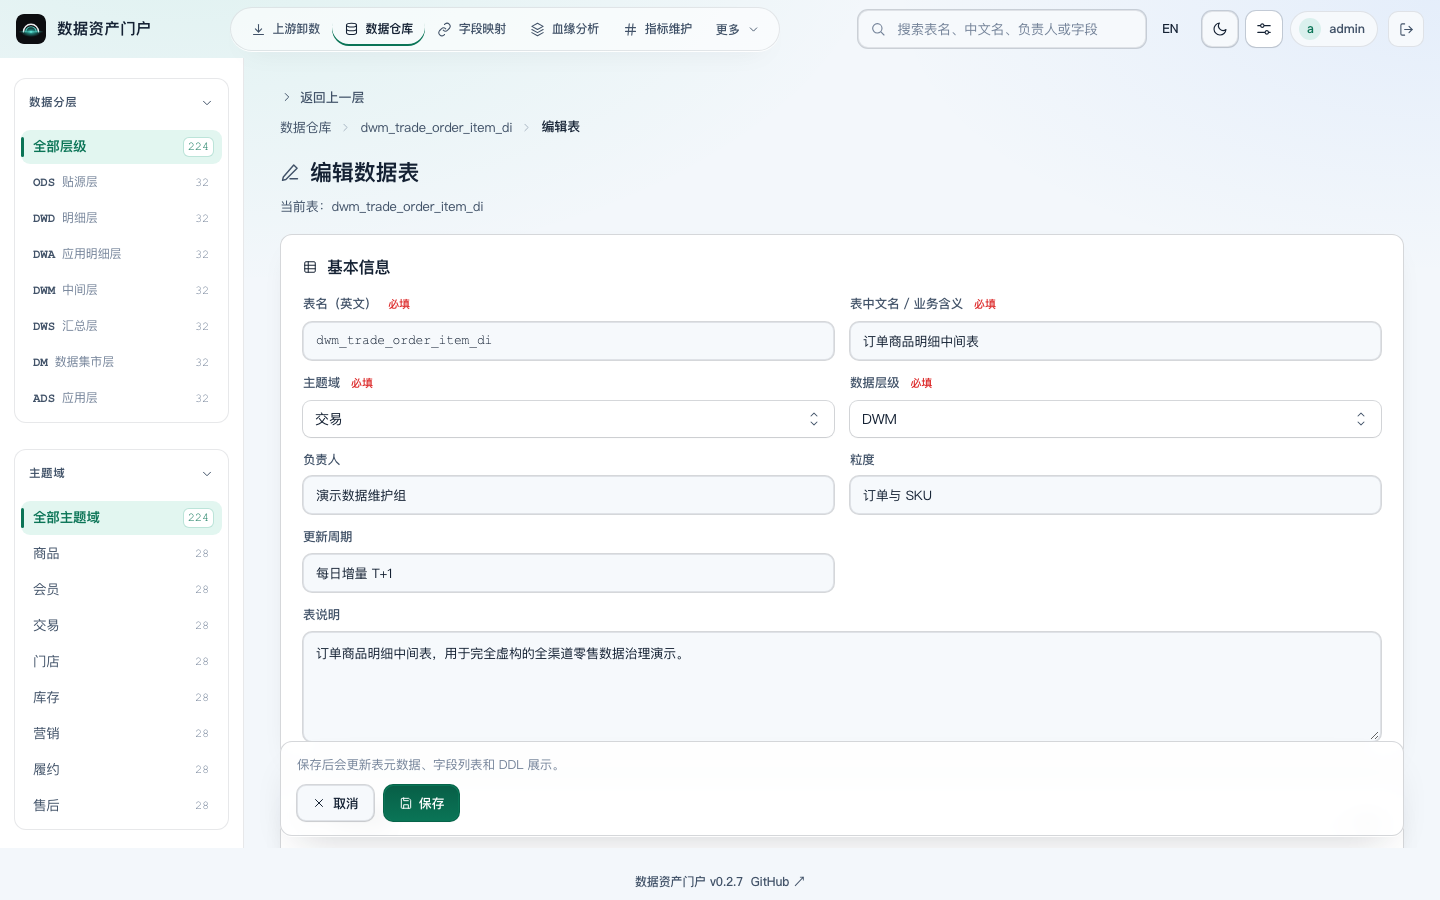 数据资产门户
上游卸数
数据仓库
字段映射
血缘分析
指标维护
更多
搜索表名、中文名、负责人或字段
EN
a
admin
数据分层
全部层级 224
ODS 贴源层 32
DWD 明细层 32
DWA 应用明细层 32
DWM 中间层 32
DWS 汇总层 32
DM 数据集市层 32
ADS 应用层 32
主题域
全部主题域 224
商品 28
会员 28
交易 28
门店 28
库存 28
营销 28
履约 28
售后 28
返回上一层
数据仓库 dwm_trade_order_item_di 编辑表
编辑数据表
当前表：dwm_trade_order_item_di
基本信息
表名（英文） 必填
dwm_trade_order_item_di
表中文名 / 业务含义 必填
订单商品明细中间表
主题域 必填
交易
数据层级 必填
DWM
负责人
演示数据维护组
粒度
订单与 SKU
更新周期
每日增量 T+1
表说明
订单商品明细中间表，用于完全虚构的全渠道零售数据治理演示。
保存后会更新表元数据、字段列表和 DDL 展示。
取消
保存
数据资产门户 v0.2.7 GitHub ↗